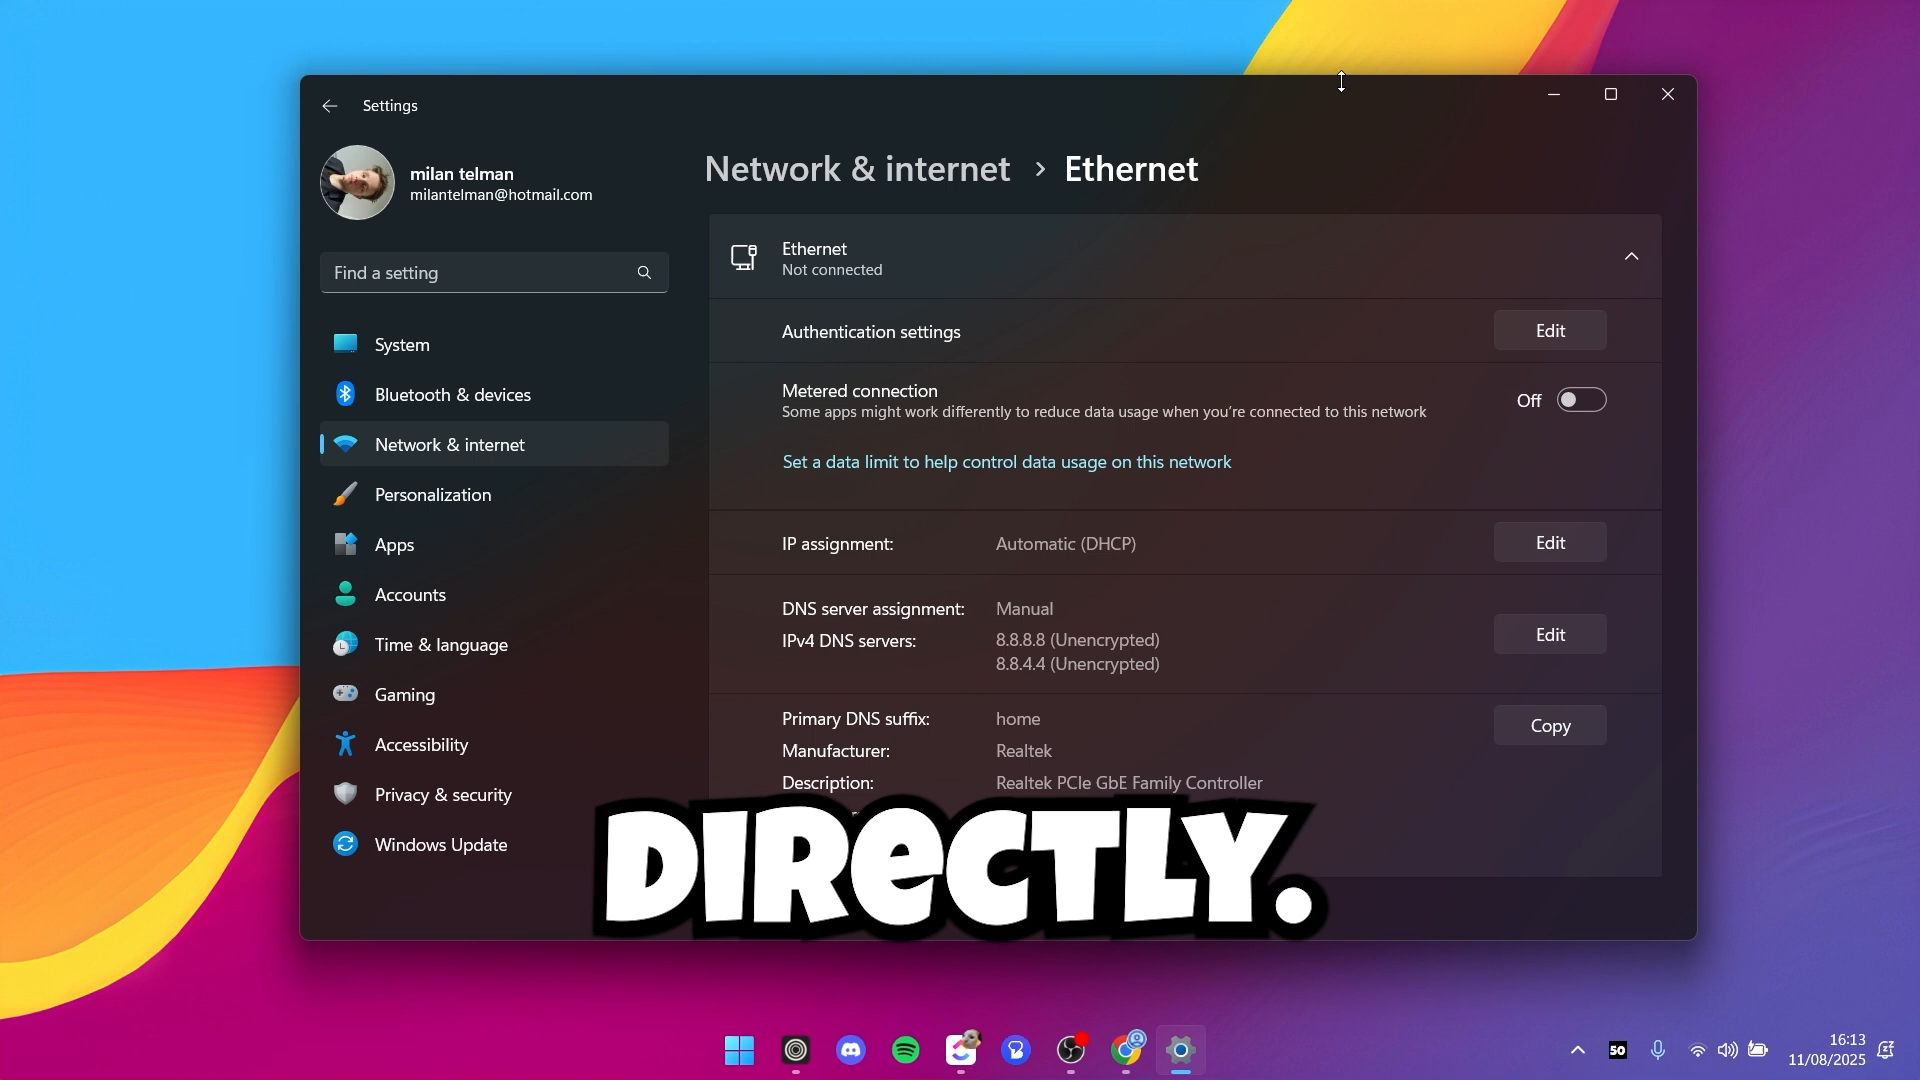 Settings
milan telman
milantelman@hotmail.com
Find a setting
System
Bluetooth & devices
Network & internet
Personalization
Apps
Accounts
Time & language
Gaming
Accessibility
Privacy & security
Windows Update
Network & internet > Ethernet
Ethernet
Not connected
Authentication settings
Edit
Metered connection
Some apps might work differently to reduce data usage when you're connected to this network
Off
Set a data limit to help control data usage on this network
IP assignment: Automatic (DHCP)
Edit
DNS server assignment: Manual
IPv4 DNS servers: 8.8.8.8 (Unencrypted)
8.8.4.4 (Unencrypted)
Edit
Primary DNS suffix: home
Copy
Manufacturer: Realtek
Description: Realtek PCIe GbE Family Controller
DIRECTLY.
50
16:13
11/08/2025